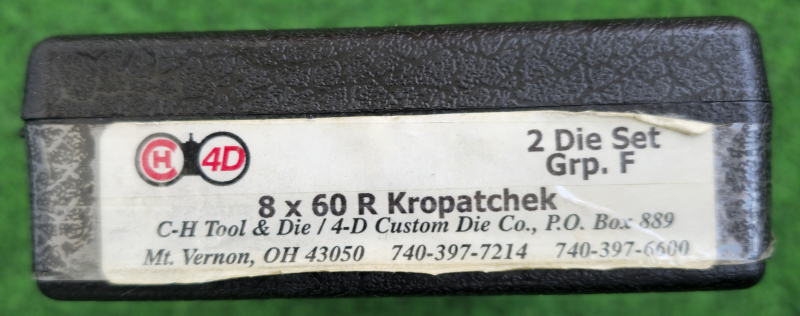 CH 4D
2 Die Set
Grp. F
8 x 60 R Kropatchek
C-H Tool & Die / 4-D Custom Die Co., P.O. Box 889
Mt. Vernon, OH 43050 740-397-7214 740-397-6600